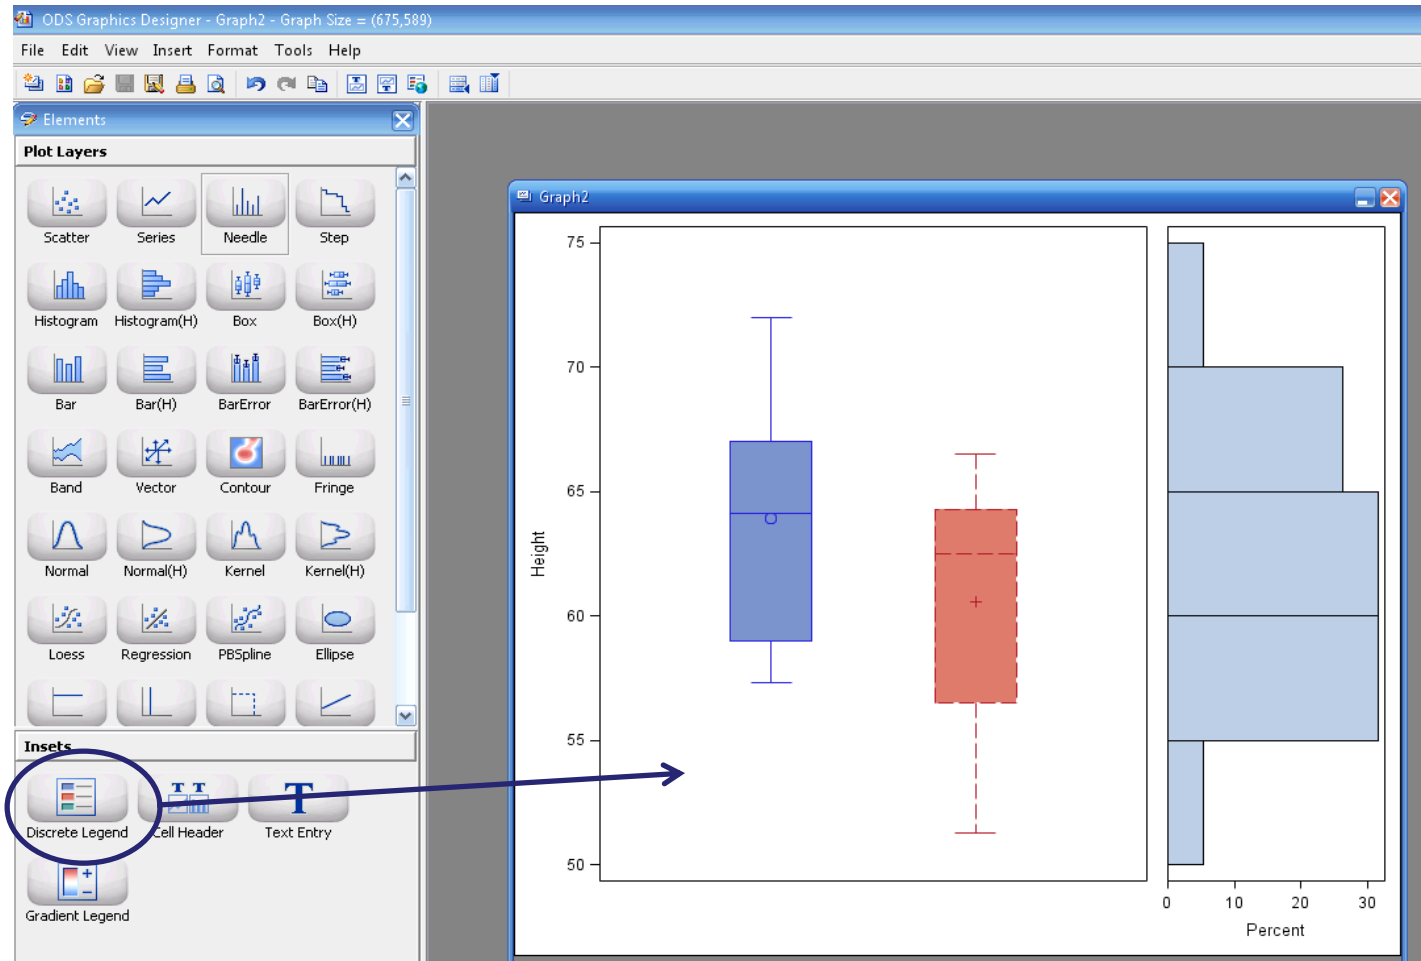 ODS Graphics Designer - Graph2 - Graph Size = (675,589)
File Edit View Insert Format Tools Help
Elements
Plot Layers
Scatter Series Needle Step
Histogram Histogram(H) Box Box(H)
Bar Bar(H) BarError BarError(H)
Band Vector Contour Fringe
Normal Normal(H) Kernel Kernel(H)
Loess Regression PBSpline Ellipse
Insets
Discrete Legend Cell Header Text Entry
Gradient Legend
Graph2
75
70
65
60
55
50
Height
0 10 20 30
Percent